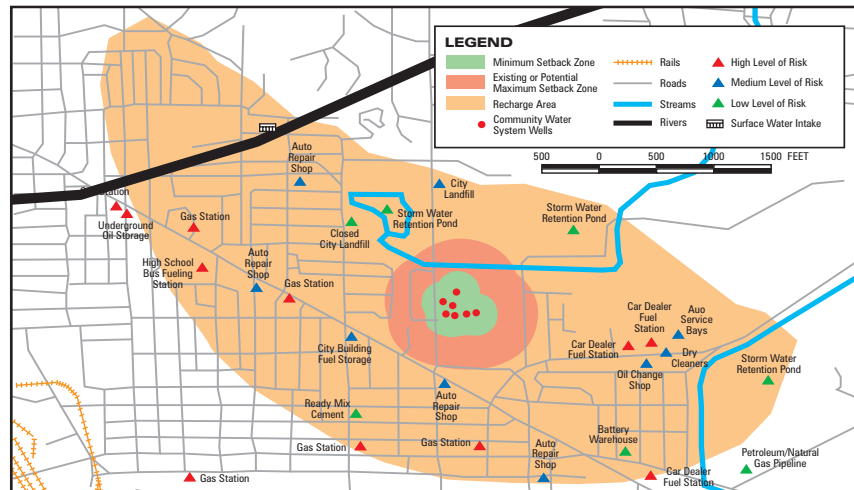 LEGEND
Minimum Setback Zone
Existing or Potential
Maximum Setback Zone
Recharge Area
Community Water
System Wells
Rails
Roads
Streams
Rivers
High Level of Risk
Medium Level of Risk
Low Level of Risk
Surface Water Intake
500 0 500 1000 1500 FEET
Auto
Repair
Shop
City
Landfill
Station
Underground
Oil Storage
Gas Station
Closed
City Landfill
Storm Water
Retention Pond
Storm Water
Retention Pond
High School
Bus Fueling
Station
Auto
Repair
Shop
Gas Station
City Building
Fuel Storage
Car Dealer
Fuel Station
Car Dealer
Fuel
Station
Auo
Service
Bays
Dry
Cleaners
Oil Change
Shop
Storm Water
Retention Pond
Auto
Repair
Shop
Ready Mix
Cement
Gas Station
Gas Station
Auto
Repair
Shop
Battery
Warehouse
Petroleum/Natural
Gas Pipeline
Gas Station
Car Dealer
Fuel Station